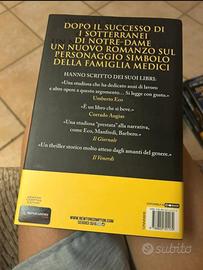 DOPO IL SUCCESSO DI
I SOTTERRANEI
DI NOTRE-DAME
UN NUOVO ROMANZO SUL
PERSONAGGIO SIMBOLO
DELLA FAMIGLIA MEDICI
HANNO SCRITTO DEI SUOI LIBRI:
«Una studiosa che ha dedicato anni di lavoro
e altre opere a questo argomento… Si legge con gusto.»
Umberto Eco
«È un libro che si beve.»
Corrado Augias
«Una studiosa “prestata” alla narrativa,
come Eco, Manfredi, Barbero.»
Il Giornale
«Un thriller storico molto atteso dagli amanti del genere.»
Il Venerdì
WWW.NEWTONCOMPTON.COM
SEGUICI SU
Subito